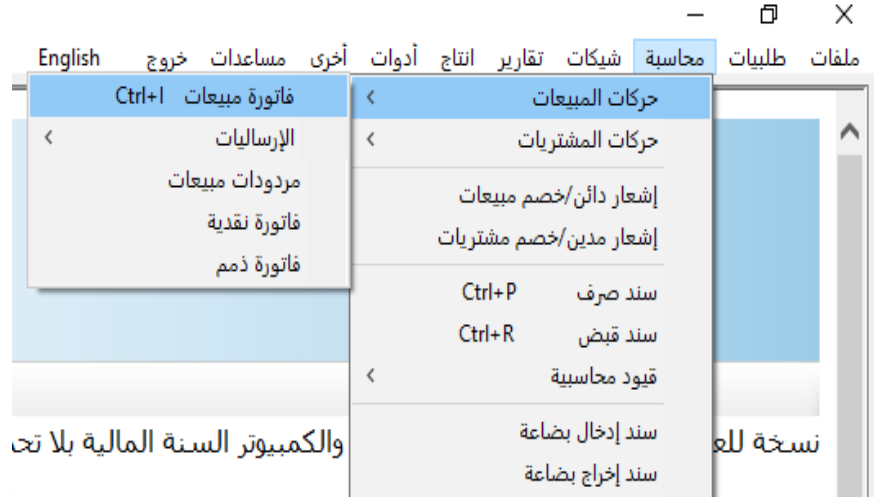 ملفات طلبيات محاسبة شيكات تقارير انتاج أدوات أخرى مساعدات خروج English
حركات المبيعات
حركات المشتريات
إشعار دائن/خصم مبيعات
إشعار مدين/خصم مشتريات
سند صرف Ctrl+P
سند قبض Ctrl+R
قيود محاسبية
سند إدخال بضاعة
سند إخراج بضاعة
فاتورة مبيعات Ctrl+I
الإرساليات
مردودات مبيعات
فاتورة نقدية
فاتورة ذمم
نسخة والكمبيوتر السنة المالية بلا